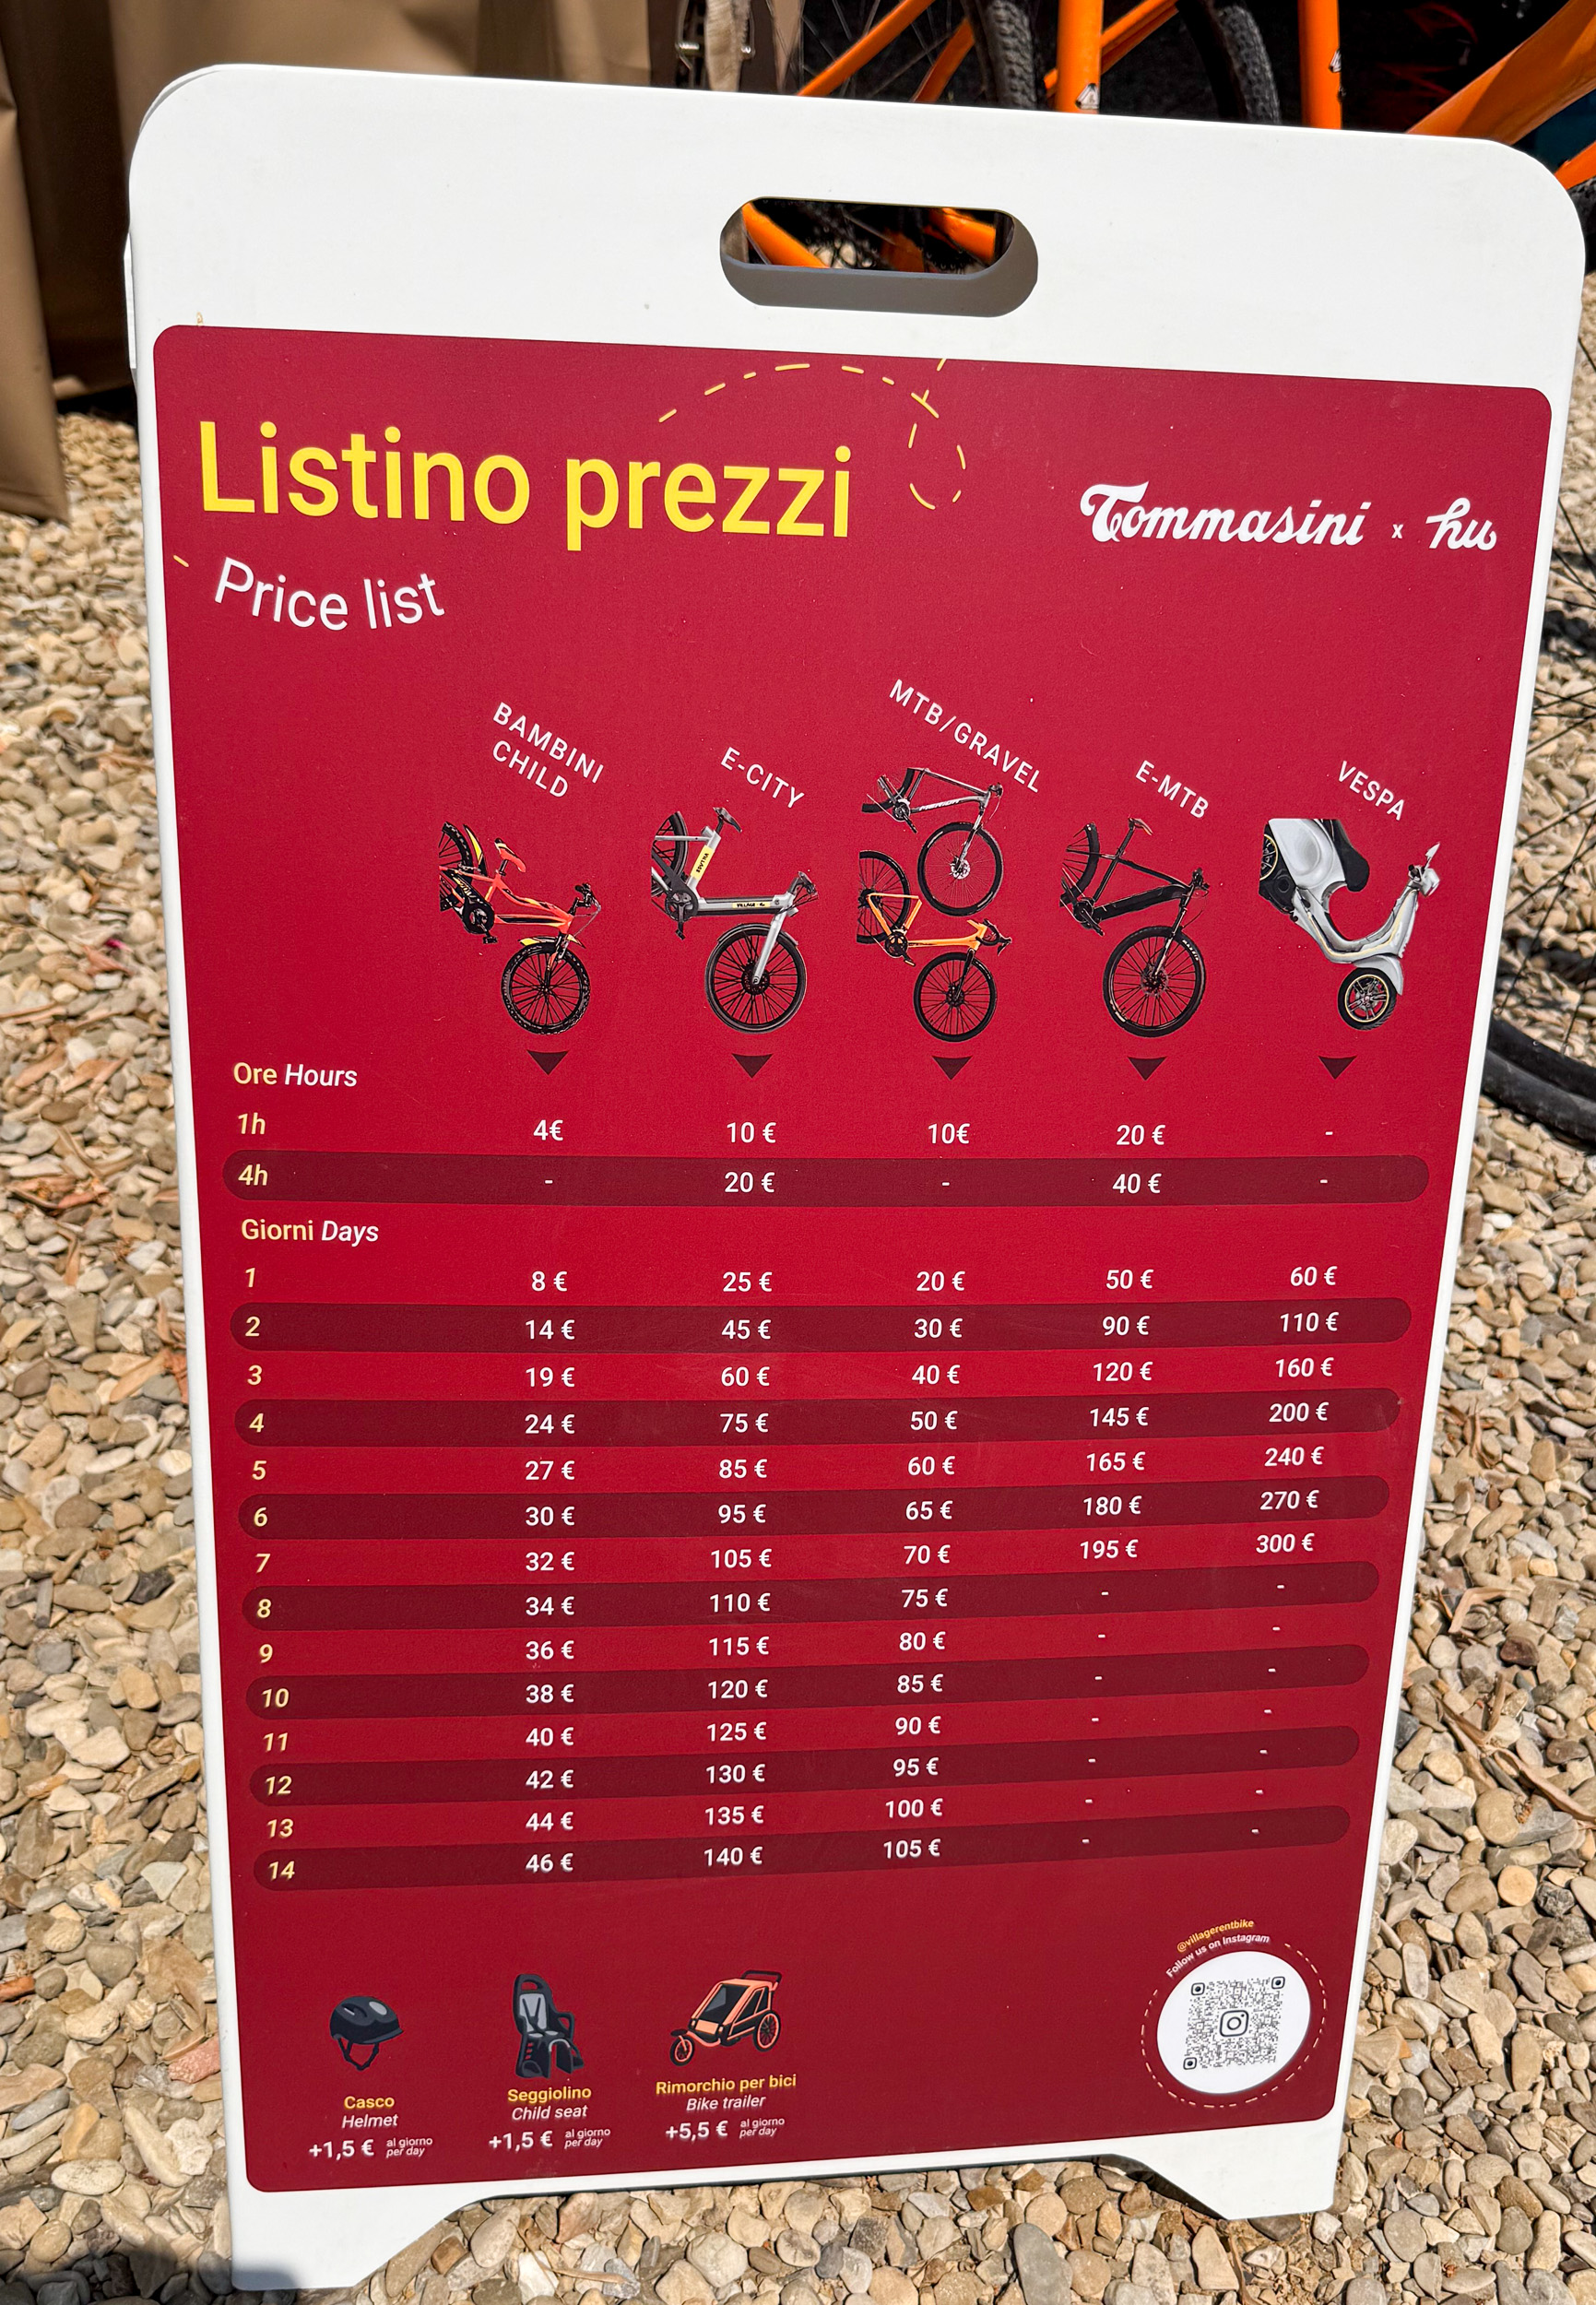 Listino prezzi
Price list
Tommasini x hu
BAMBINI
CHILD
E-CITY
MTB/GRAVEL
E-MTB
VESPA
Ore Hours
1h 4€ 10 € 10€ 20 € -
4h - 20 € - 40 € -
Giorni Days
1 8 € 25 € 20 € 50 € 60 €
2 14 € 45 € 30 € 90 € 110 €
3 19 € 60 € 40 € 120 € 160 €
4 24 € 75 € 50 € 145 € 200 €
5 27 € 85 € 60 € 165 € 240 €
6 30 € 95 € 65 € 180 € 270 €
7 32 € 105 € 70 € 195 € 300 €
8 34 € 110 € 75 € - -
9 36 € 115 € 80 € - -
10 38 € 120 € 85 € - -
11 40 € 125 € 90 € - -
12 42 € 130 € 95 € - -
13 44 € 135 € 100 € - -
14 46 € 140 € 105 € - -
Casco
Helmet
+1,5 € al giorno
per day
Seggiolino
Child seat
+1,5 € al giorno
per day
Rimorchio per bici
Bike trailer
+5,5 € al giorno
per day
@villagerentbike
Follow us on Instagram